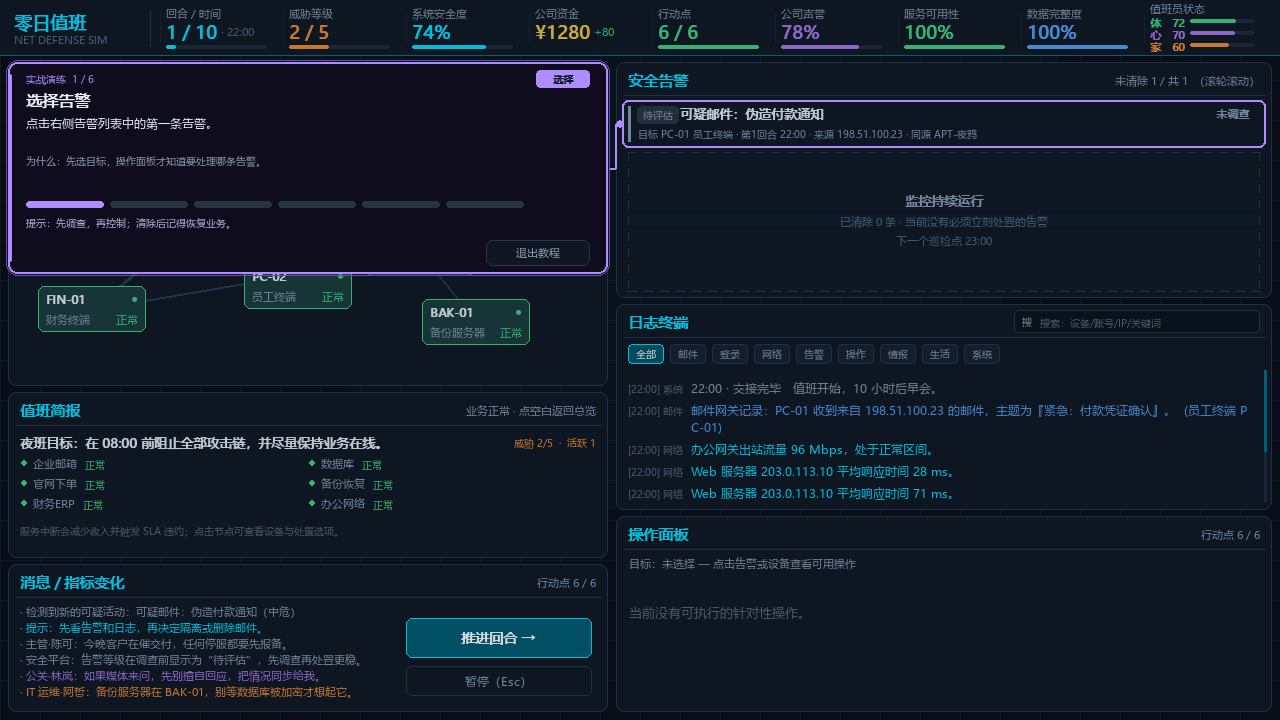 零日值班
NET DEFENSE SIM
回合 / 时间
1 / 10 · 22:00
威胁等级
2 / 5
系统安全度
74%
公司资金
¥1280 +80
行动点
6 / 6
公司声誉
78%
服务可用性
100%
数据完整度
100%
值班员状态
体 72
心 70
家 60
实战演练 1 / 6
选择
选择告警
点击右侧告警列表中的第一条告警。
为什么：先选目标，操作面板才知道要处理哪条告警。
提示：先调查，再控制；清除后记得恢复业务。
退出教程
FIN-01
财务终端 正常
PC-02
员工终端 正常
BAK-01
备份服务器 正常
值班简报
业务正常 · 点空白返回总览
夜班目标：在 08:00 前阻止全部攻击链，并尽量保持业务在线。
威胁 2/5 · 活跃 1
企业邮箱 正常
数据库 正常
官网下单 正常
备份恢复 正常
财务ERP 正常
办公网络 正常
服务中断会减少收入并触发 SLA 违约；点击节点可查看设备与处置选项。
消息 / 指标变化
行动点 6 / 6
· 检测到新的可疑活动：可疑邮件：伪造付款通知（中危）
· 提示：先看告警和日志，再决定隔离或删除邮件。
· 主管·陈可：今晚客户在催交付，任何停服都要先报备。
· 安全平台：告警等级在调查前显示为“待评估”，先调查再处置更稳。
· 公关·林岚：如果媒体来问，先别擅自回应，把情况同步给我。
· IT 运维·阿哲：备份服务器在 BAK-01，别等数据库被加密才想起它。
推进回合 →
暂停（Esc）
安全告警
未清除 1 / 共 1 （滚轮滚动）
待评估 可疑邮件：伪造付款通知
未调查
目标 PC-01 员工终端 · 第1回合 22:00 · 来源 198.51.100.23 · 同源 APT-夜鸦
监控持续运行
已清除 0 条 · 当前没有必须立刻处置的告警
下一个巡检点 23:00
日志终端
搜 搜索：设备/账号/IP/关键词
全部 邮件 登录 网络 告警 操作 情报 生活 系统
[22:00] 系统 22:00 · 交接完毕 值班开始，10 小时后早会。
[22:00] 邮件 邮件网关记录：PC-01 收到来自 198.51.100.23 的邮件，主题为『紧急：付款凭证确认』。（员工终端 P
C-01)
[22:00] 网络 办公网关出站流量 96 Mbps，处于正常区间。
[22:00] 网络 Web 服务器 203.0.113.10 平均响应时间 28 ms。
[22:00] 网络 Web 服务器 203.0.113.10 平均响应时间 71 ms。
操作面板
行动点 6 / 6
目标：未选择 — 点击告警或设备查看可用操作
当前没有可执行的针对性操作。